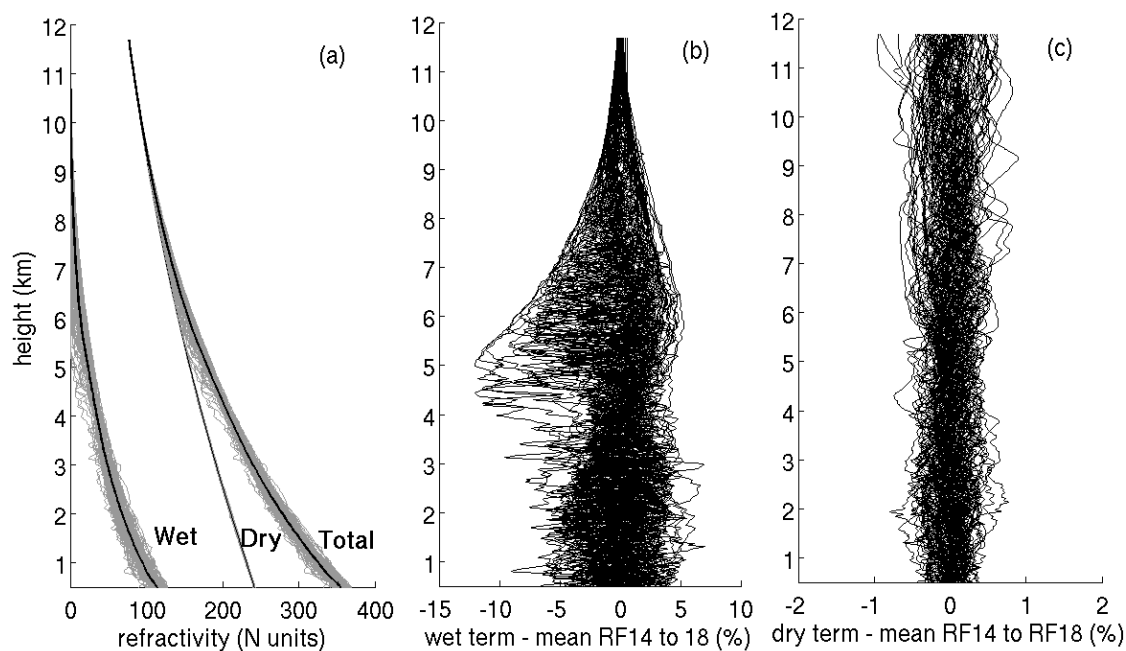 (a)
12
11
10
9
8
7
6
5
4
3
2
1
height (km)
Wet
Dry
Total
0 100 200 300 400
refractivity (N units)
(b)
12
11
10
9
8
7
6
5
4
3
2
1
-15 -10 -5 0 5 10
wet term - mean RF14 to 18 (%)
(c)
12
11
10
9
8
7
6
5
4
3
2
1
-2 -1 0 1 2
dry term - mean RF14 to RF18 (%)